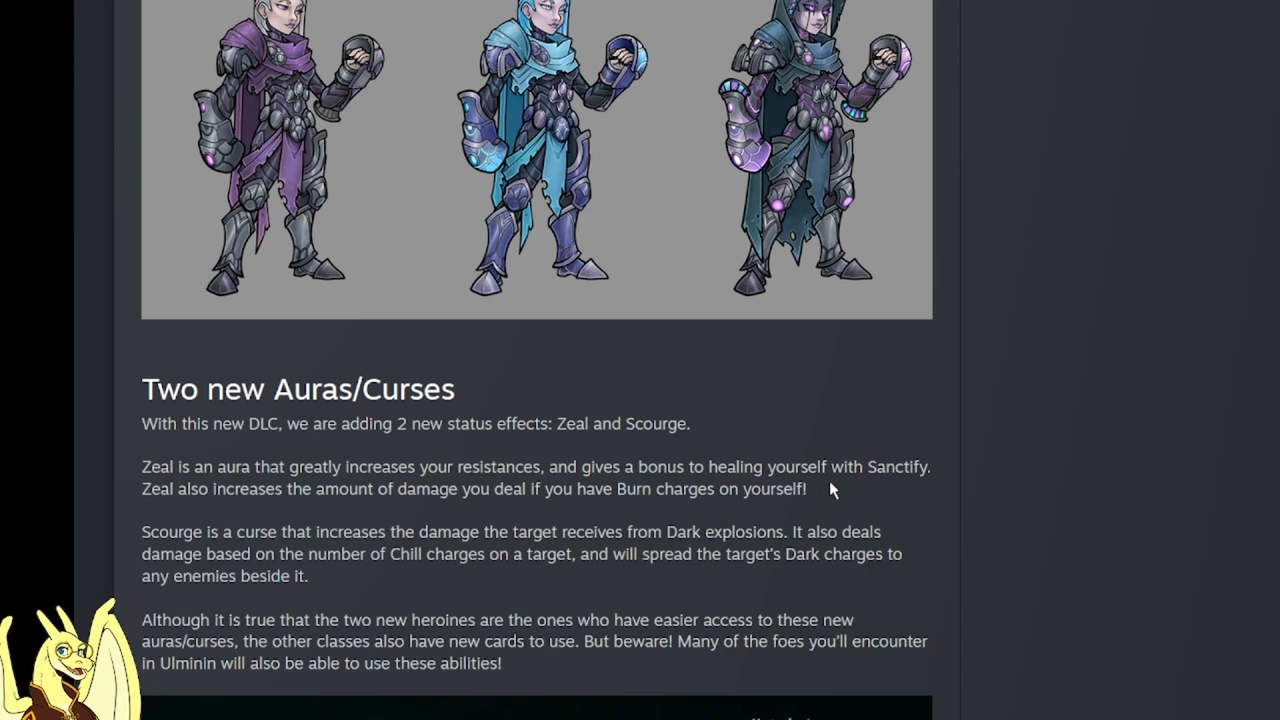 Two new Auras/Curses
With this new DLC, we are adding 2 new status effects: Zeal and Scourge.
Zeal is an aura that greatly increases your resistances, and gives a bonus to healing yourself with Sanctify.
Zeal also increases the amount of damage you deal if you have Burn charges on yourself!
Scourge is a curse that increases the damage the target receives from Dark explosions. It also deals
damage based on the number of Chill charges on a target, and will spread the target's Dark charges to
any enemies beside it.
Although it is true that the two new heroines are the ones who have easier access to these new
auras/curses, the other classes also have new cards to use. But beware! Many of the foes you'll encounter
in Ulminin will also be able to use these abilities!